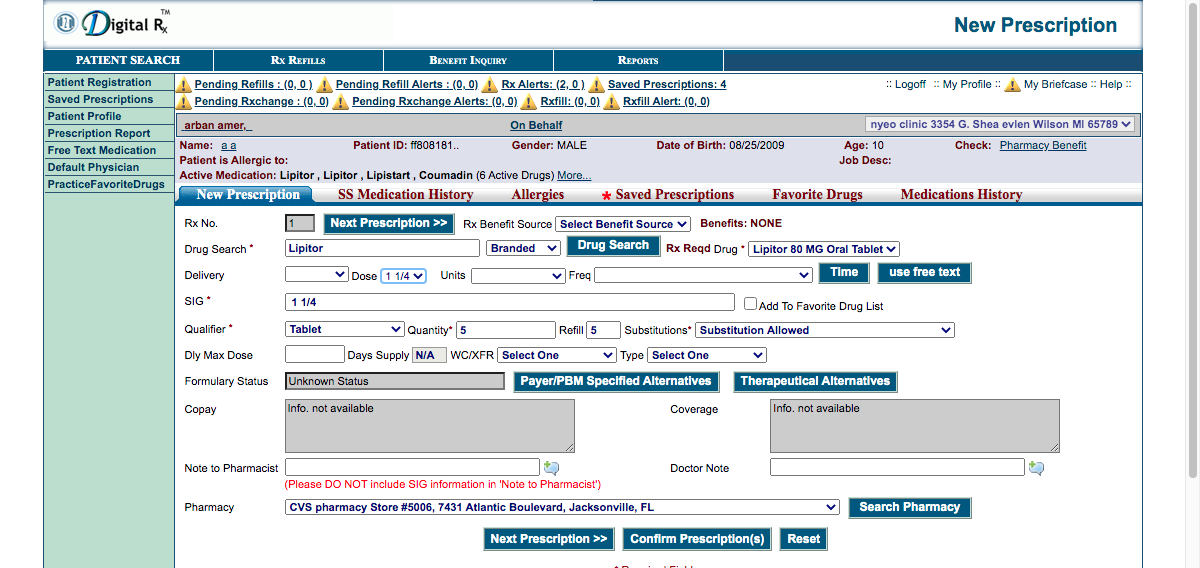 Digital Rx TM
New Prescription
PATIENT SEARCH RX REFILLS BENEFIT INQUIRY REPORTS
Patient Registration
Saved Prescriptions
Patient Profile
Prescription Report
Free Text Medication
Default Physician
PracticeFavoriteDrugs
Pending Refills : (0, 0 ) Pending Refill Alerts : (0, 0) Rx Alerts: (2, 0 ) Saved Prescriptions: 4 :: Logoff :: My Profile :: My Briefcase :: Help ::
Pending Rxchange : (0, 0) Pending Rxchange Alerts: (0, 0) Rxfill: (0, 0) Rxfill Alert: (0, 0)
arban amer, On Behalf nyeo clinic 3354 G. Shea evlen Wilson MI 65789
Name: a a Patient ID: ff808181.. Gender: MALE Date of Birth: 08/25/2009 Age: 10 Check: Pharmacy Benefit
Patient is Allergic to: Job Desc:
Active Medication: Lipitor , Lipitor , Lipistart , Coumadin (6 Active Drugs) More...
New Prescription SS Medication History Allergies * Saved Prescriptions Favorite Drugs Medications History
Rx No. 1 Next Prescription >> Rx Benefit Source Select Benefit Source Benefits: NONE
Drug Search * Lipitor Branded Drug Search Rx Reqd Drug * Lipitor 80 MG Oral Tablet
Delivery Dose 1 1/4 Units Freq Time use free text
SIG * 1 1/4 Add To Favorite Drug List
Qualifier * Tablet Quantity* 5 Refill 5 Substitutions* Substitution Allowed
Dly Max Dose Days Supply N/A WC/XFR Select One Type Select One
Formulary Status Unknown Status Payer/PBM Specified Alternatives Therapeutical Alternatives
Copay Info. not available Coverage Info. not available
Note to Pharmacist Doctor Note
(Please DO NOT include SIG information in 'Note to Pharmacist')
Pharmacy CVS pharmacy Store #5006, 7431 Atlantic Boulevard, Jacksonville, FL Search Pharmacy
Next Prescription >> Confirm Prescription(s) Reset